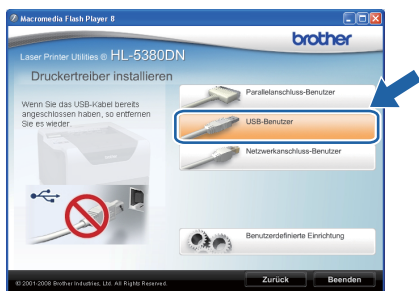 Macromedia Flash Player 8
brother
Laser Printer Utilities ® HL-5380DN
Druckertreiber installieren
Wenn Sie das USB-Kabel bereits
angeschlossen haben, so entfernen
Sie es wieder.
Parallelanschluss-Benutzer
USB-Benutzer
Netzwerkanschluss-Benutzer
Benutzerdefinierte Einrichtung
© 2001-2008 Brother Industries, Ltd. All Rights Reserved.
Zurück
Beenden